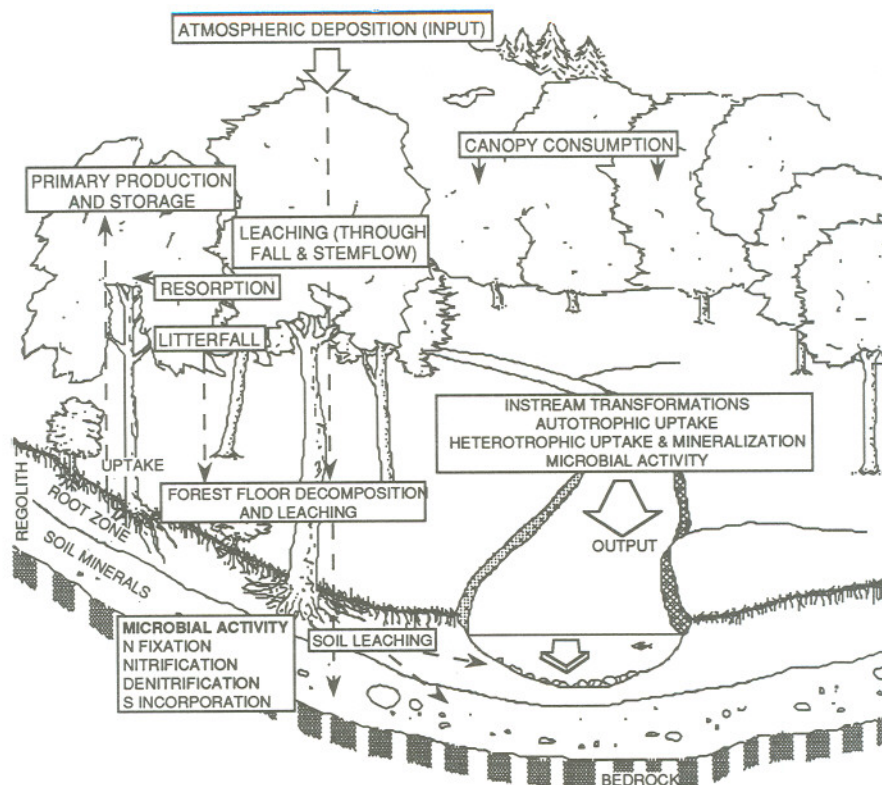 ATMOSPHERIC DEPOSITION (INPUT)
CANOPY CONSUMPTION
PRIMARY PRODUCTION
AND STORAGE
LEACHING (THROUGH
FALL & STEMFLOW)
RESORPTION
LITTERFALL
INSTREAM TRANSFORMATIONS
AUTOTROPHIC UPTAKE
HETEROTROPHIC UPTAKE & MINERALIZATION
MICROBIAL ACTIVITY
UPTAKE
FOREST FLOOR DECOMPOSITION
AND LEACHING
REGOLITH
ROOT ZONE
SOIL MINERALS
OUTPUT
MICROBIAL ACTIVITY
N FIXATION
NITRIFICATION
DENITRIFICATION
S INCORPORATION
SOIL LEACHING
BEDROCK